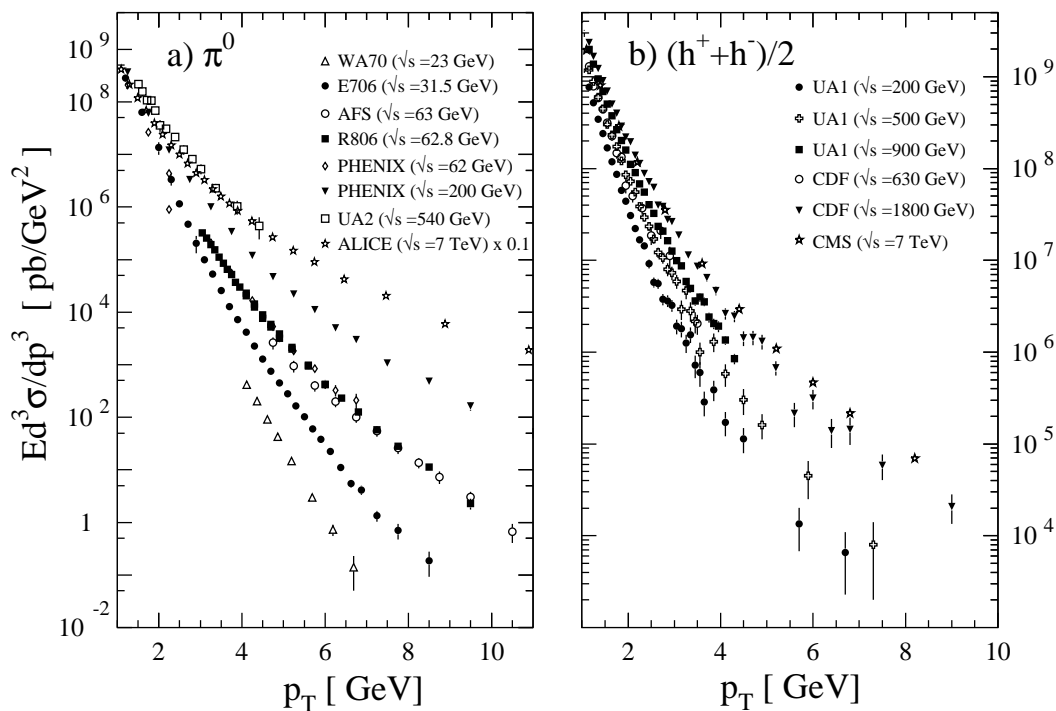 a) π⁰
WA70 (√s =23 GeV)
E706 (√s =31.5 GeV)
AFS (√s =63 GeV)
R806 (√s =62.8 GeV)
PHENIX (√s =62 GeV)
PHENIX (√s =200 GeV)
UA2 (√s =540 GeV)
ALICE (√s =7 TeV) x 0.1
Ed³σ/dp³ [ pb/GeV² ]
10⁹
10⁸
10⁶
10⁴
10²
1
10⁻²
2 4 6 8 10
p_T [ GeV]
b) (h⁺+h⁻)/2
UA1 (√s =200 GeV)
UA1 (√s =500 GeV)
UA1 (√s =900 GeV)
CDF (√s =630 GeV)
CDF (√s =1800 GeV)
CMS (√s =7 TeV)
10⁹
10⁸
10⁷
10⁶
10⁵
10⁴
2 4 6 8 10
p_T [ GeV]